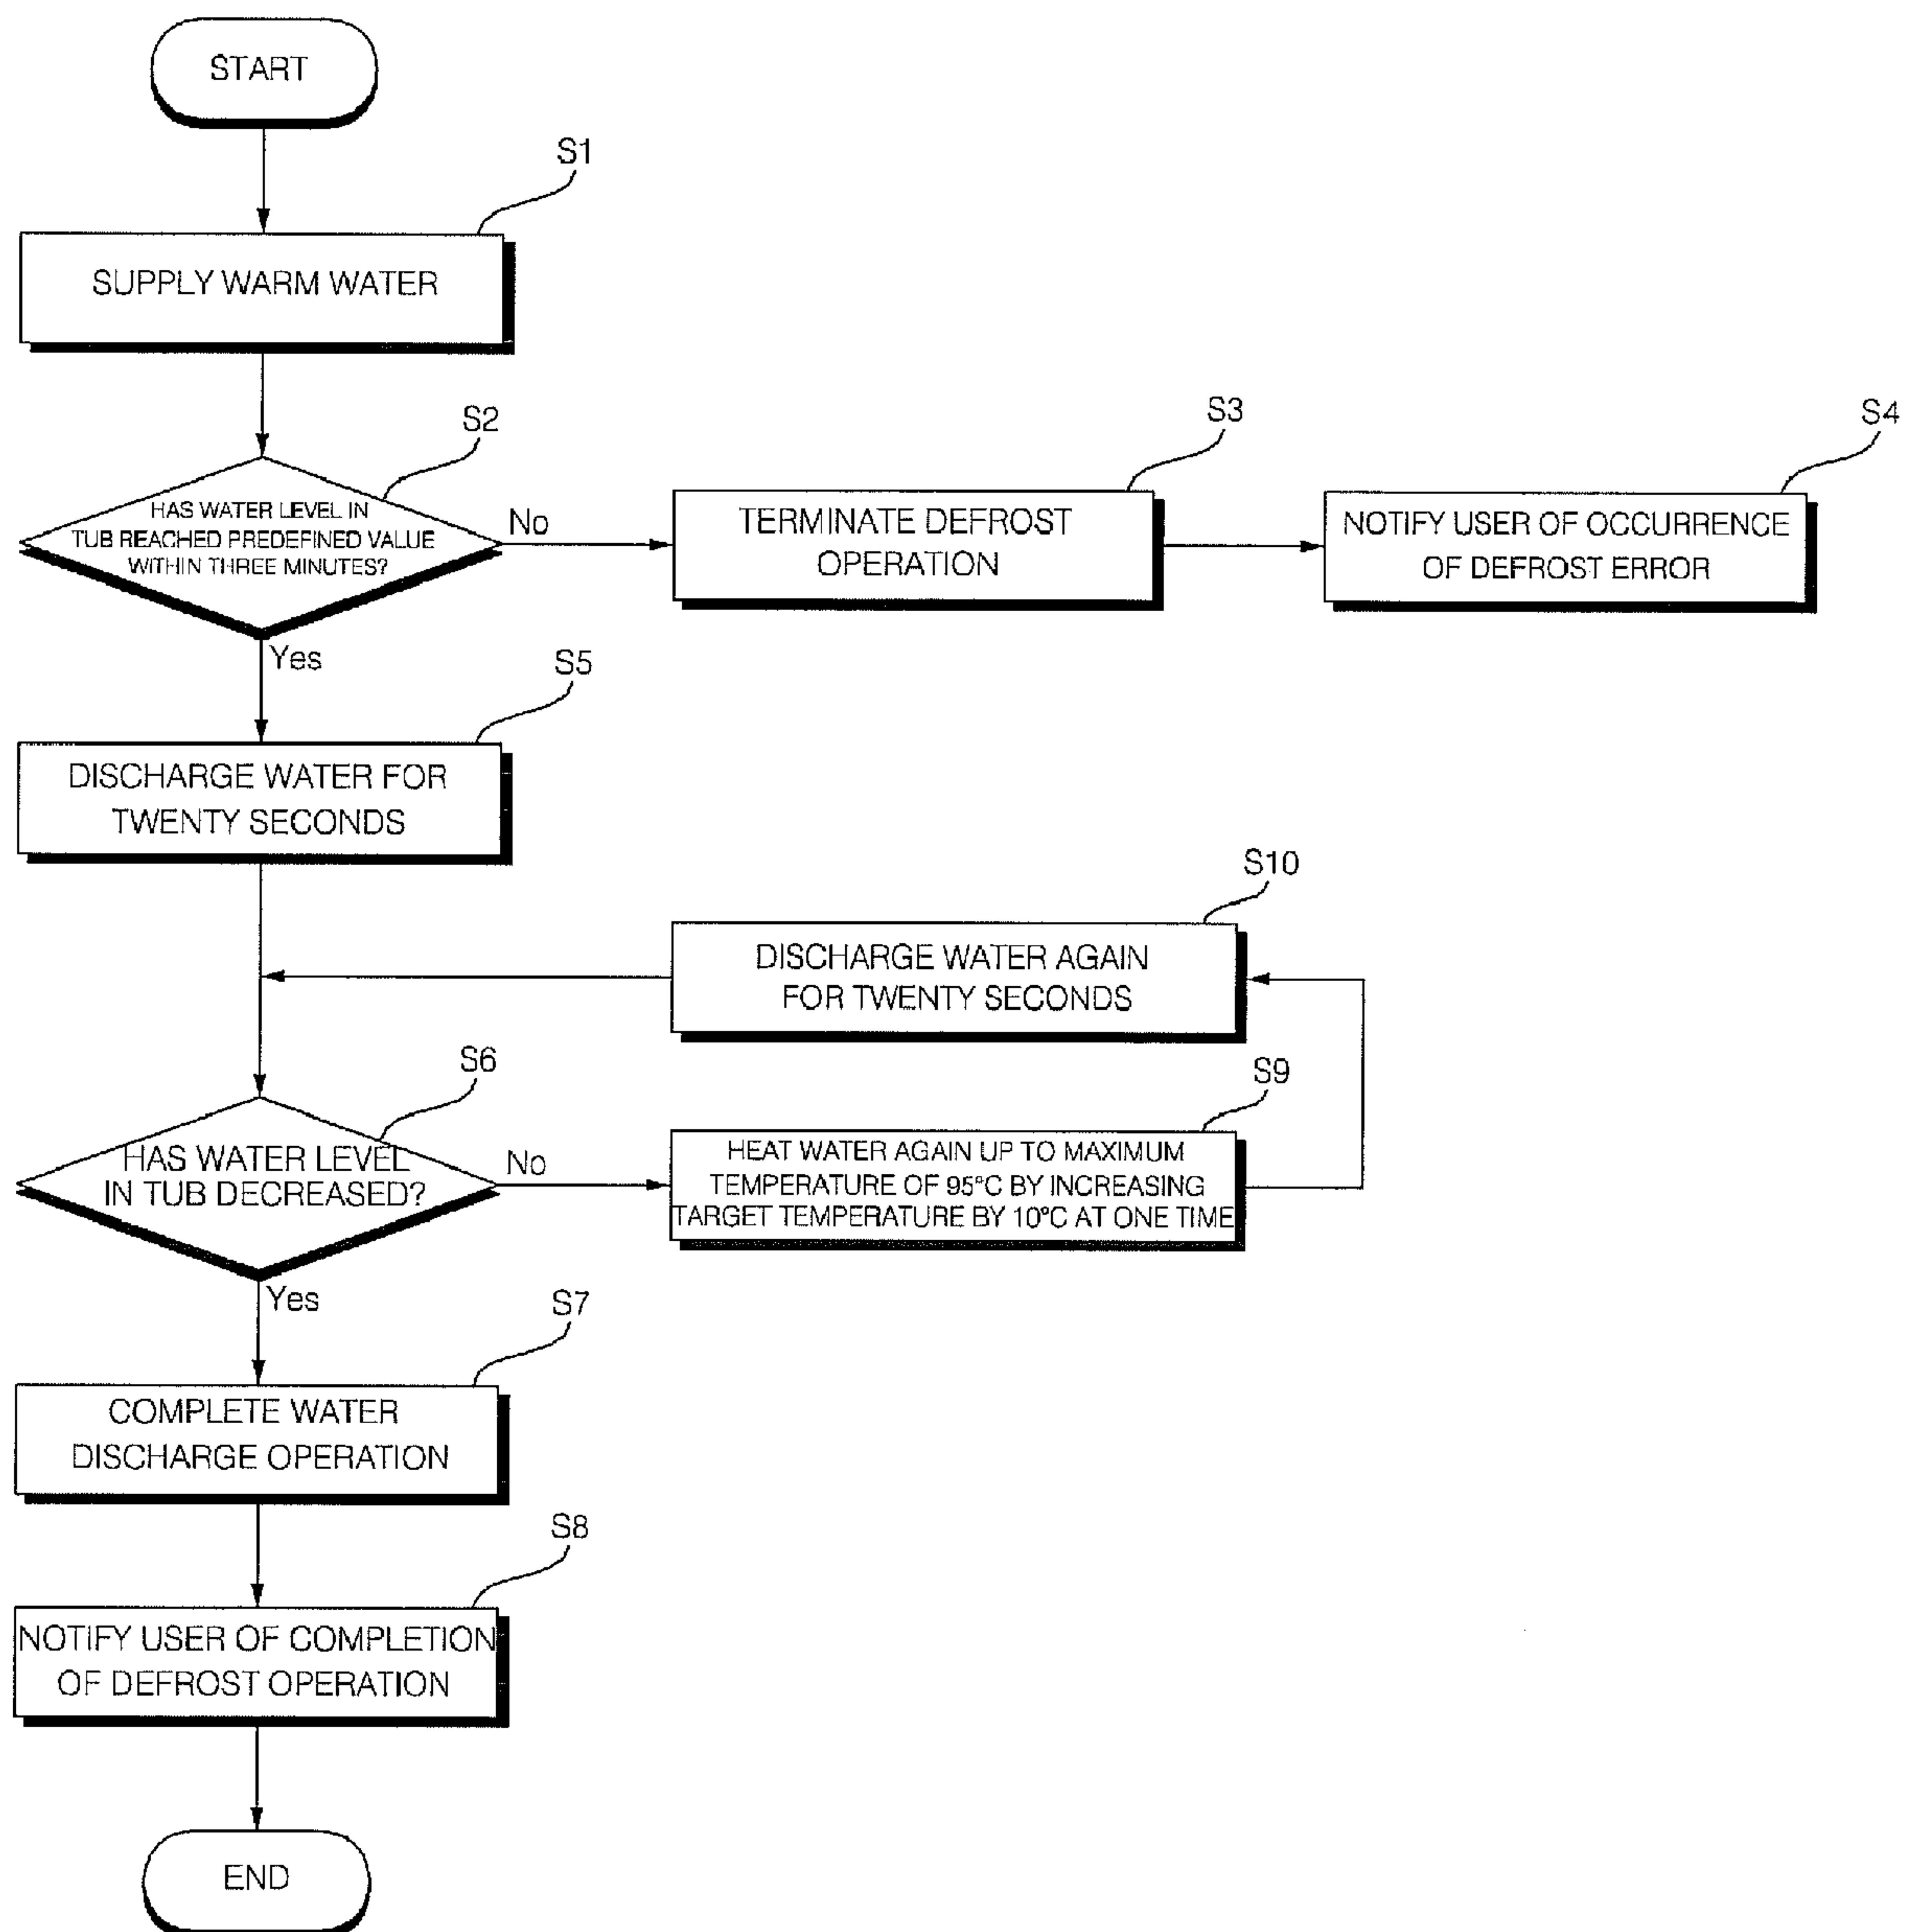 START
S1
SUPPLY WARM WATER
S2
HAS WATER LEVEL IN
TUB REACHED PREDEFINED VALUE
WITHIN THREE MINUTES?
No
S3
TERMINATE DEFROST
OPERATION
S4
NOTIFY USER OF OCCURRENCE
OF DEFROST ERROR
Yes
S5
DISCHARGE WATER FOR
TWENTY SECONDS
S10
DISCHARGE WATER AGAIN
FOR TWENTY SECONDS
S6
HAS WATER LEVEL
IN TUB DECREASED?
No
S9
HEAT WATER AGAIN UP TO MAXIMUM
TEMPERATURE OF 95°C BY INCREASING
TARGET TEMPERATURE BY 10°C AT ONE TIME
Yes
S7
COMPLETE WATER
DISCHARGE OPERATION
S8
NOTIFY USER OF COMPLETION
OF DEFROST OPERATION
END